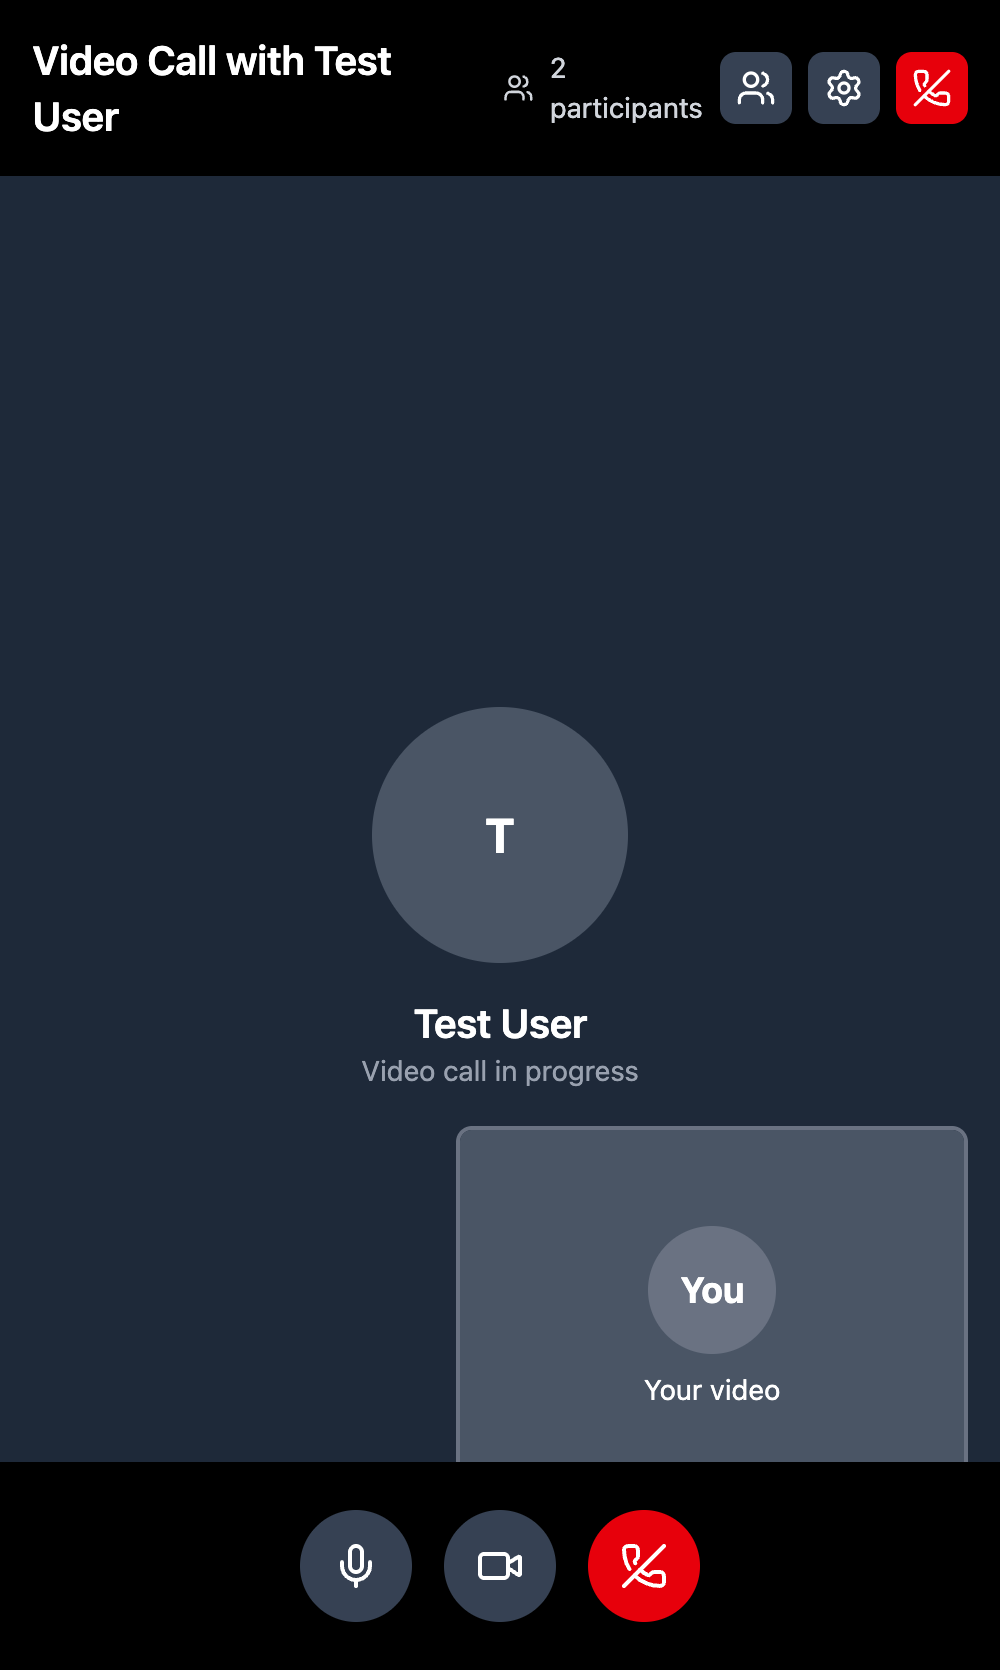 Video Call with Test
User
2
participants
T
Test User
Video call in progress
You
Your video